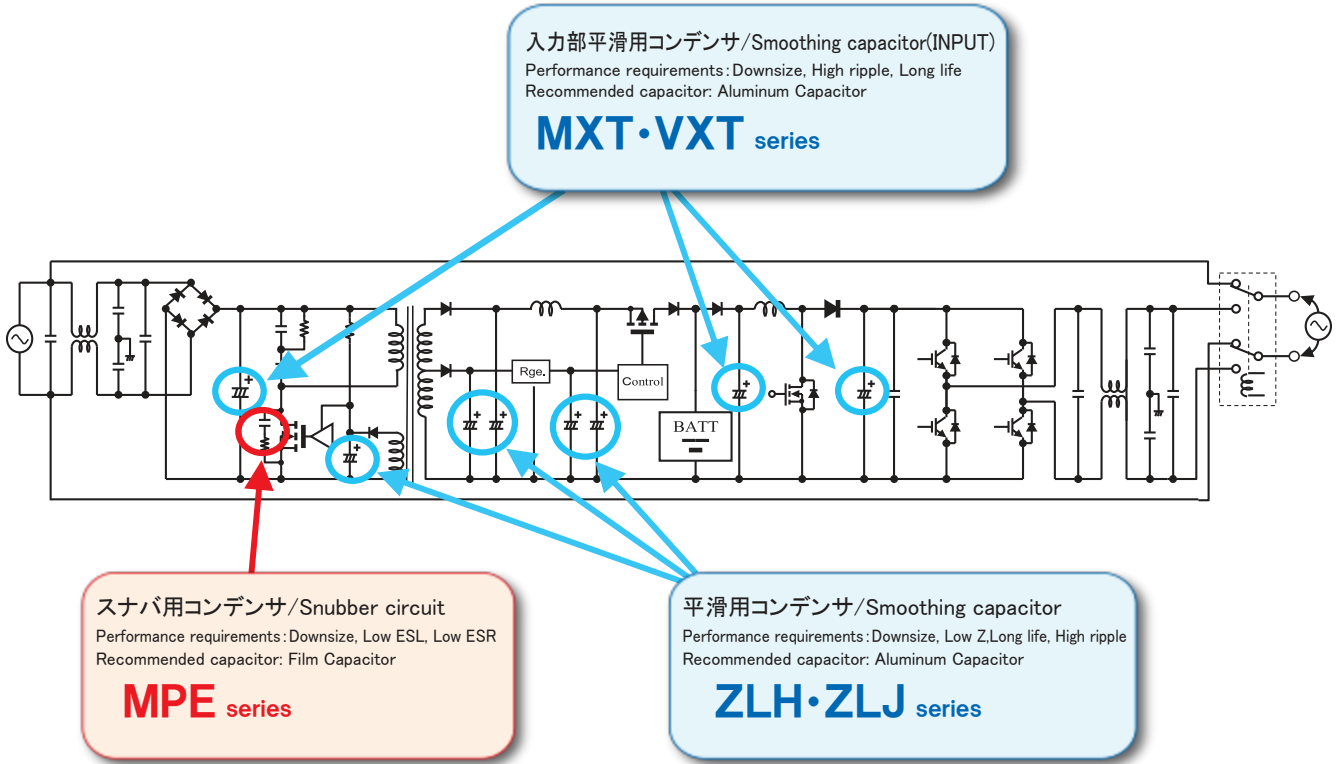 入力部平滑用コンデンサ/Smoothing capacitor(INPUT)
Performance requirements:Downsize, High ripple, Long life
Recommended capacitor: Aluminum Capacitor
MXT・VXT series
Rge.
Control
BATT
スナバ用コンデンサ/Snubber circuit
Performance requirements:Downsize, Low ESL, Low ESR
Recommended capacitor: Film Capacitor
MPE series
平滑用コンデンサ/Smoothing capacitor
Performance requirements:Downsize, Low Z,Long life, High ripple
Recommended capacitor: Aluminum Capacitor
ZLH・ZLJ series